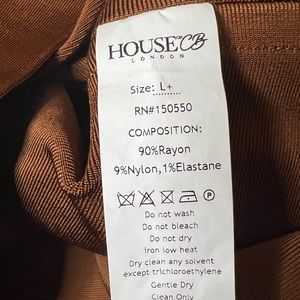 HOUSE OF CB
LONDON
Size: L+
RN#150550
COMPOSITION:
90%Rayon
9%Nylon,1%Elastane
P
Do not wash
Do not bleach
Do not dry
iron low heat
Dry clean any solvent
except trichloroethylene
Gentle Dry
Clean Only